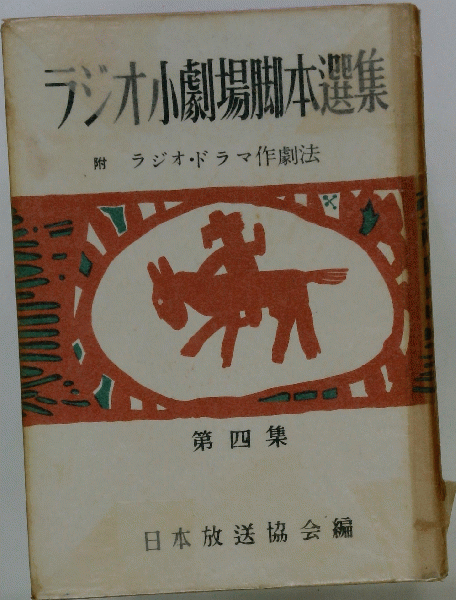 ラジオ小劇場脚本選集
附 ラジオ・ドラマ作劇法
第四集
日本放送協会編